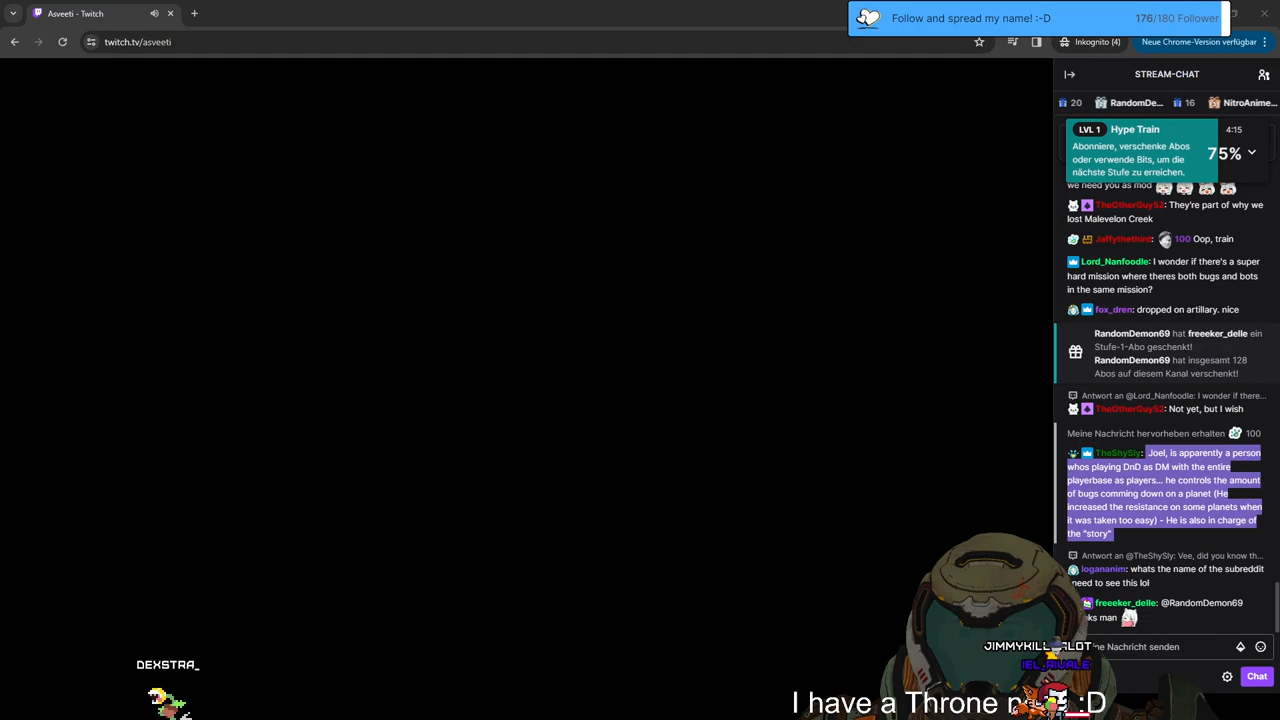 Asveeti - Twitch
Follow and spread my name! :-D
176/180 Follower
twitch.tv/asveeti
Inkognito (4)
Neue Chrome-Version verfügbar
STREAM-CHAT
20
RandomDe...
16
NitroAnime...
LVL 1
Hype Train
4:15
Abonniere, verschenke Abos
oder verwende Bits, um die
nächste Stufe zu erreichen.
75%
we need you as mod
TheOtherGuy52: They're part of why we
lost Malevelon Creek
Jaffythethird: 100 Oop, train
Lord_Nanfoodle: I wonder if there's a super
hard mission where theres both bugs and bots
in the same mission?
fox_dren: dropped on artillary. nice
RandomDemon69 hat freeeker_delle ein
Stufe-1-Abo geschenkt!
RandomDemon69 hat insgesamt 128
Abos auf diesem Kanal verschenkt!
Antwort an @Lord_Nanfoodle: I wonder if there...
TheOtherGuy52: Not yet, but I wish
Meine Nachricht hervorheben erhalten 100
TheShySly: Joel, is apparently a person
whos playing DnD as DM with the entire
playerbase as players... he controls the amount
of bugs comming down on a planet (He
increased the resistance on some planets when
it was taken too easy) - He is also in charge of
the "story"
Antwort an @TheShySly: Vee, did you know th...
logananim: whats the name of the subreddit
need to see this lol
freeeker_delle: @RandomDemon69
ks man
ne Nachricht senden
Chat
DEXSTRA_
I have a Throne :D